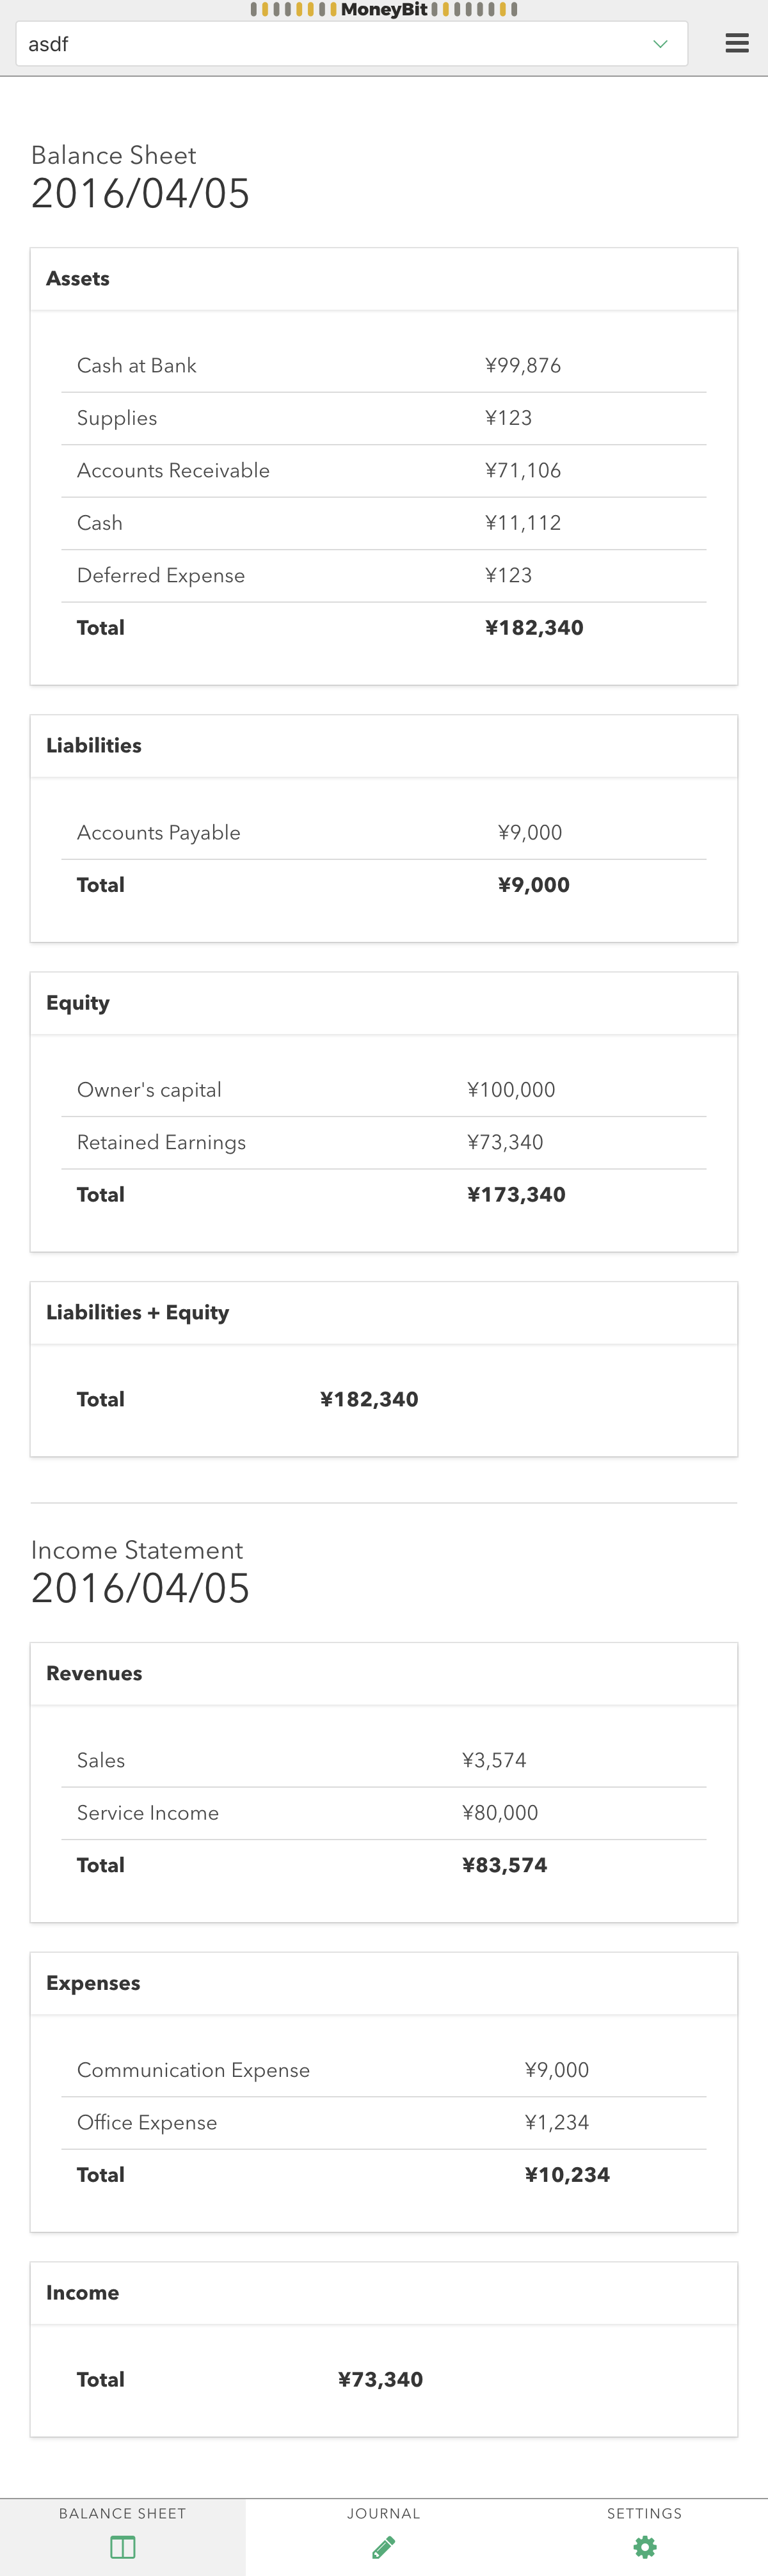 MoneyBit
asdf
Balance Sheet
2016/04/05
Assets
Cash at Bank ¥99,876
Supplies ¥123
Accounts Receivable ¥71,106
Cash ¥11,112
Deferred Expense ¥123
Total ¥182,340
Liabilities
Accounts Payable ¥9,000
Total ¥9,000
Equity
Owner's capital ¥100,000
Retained Earnings ¥73,340
Total ¥173,340
Liabilities + Equity
Total ¥182,340
Income Statement
2016/04/05
Revenues
Sales ¥3,574
Service Income ¥80,000
Total ¥83,574
Expenses
Communication Expense ¥9,000
Office Expense ¥1,234
Total ¥10,234
Income
Total ¥73,340
BALANCE SHEET JOURNAL SETTINGS